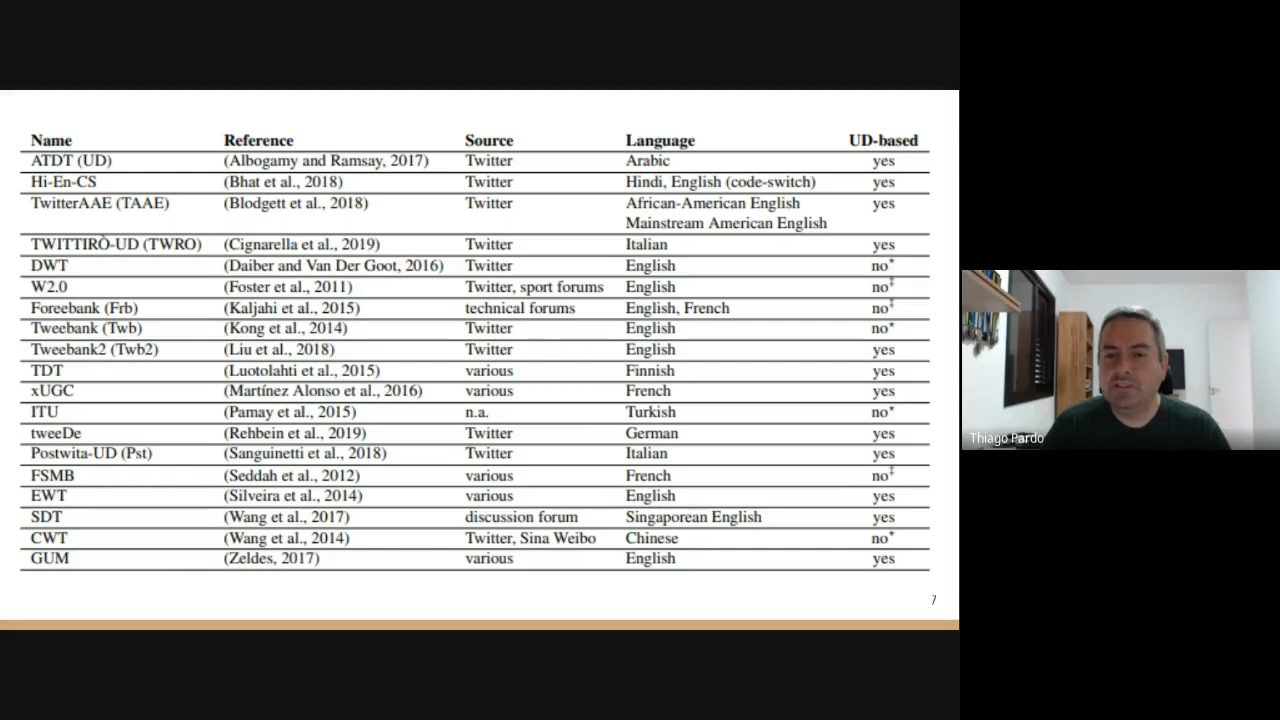 Name Reference Source Language UD-based
ATDT (UD) (Albogamy and Ramsay, 2017) Twitter Arabic yes
Hi-En-CS (Bhat et al., 2018) Twitter Hindi, English (code-switch) yes
TwitterAAE (TAAE) (Blodgett et al., 2018) Twitter African-American English yes
Mainstream American English
TWITTIRÒ-UD (TWRO) (Cignarella et al., 2019) Twitter Italian yes
DWT (Daiber and Van Der Goot, 2016) Twitter English no*
W2.0 (Foster et al., 2011) Twitter, sport forums English no‡
Foreebank (Frb) (Kaljahi et al., 2015) technical forums English, French no‡
Tweebank (Twb) (Kong et al., 2014) Twitter English no*
Tweebank2 (Twb2) (Liu et al., 2018) Twitter English yes
TDT (Luotolahti et al., 2015) various Finnish yes
xUGC (Martínez Alonso et al., 2016) various French yes
ITU (Pamay et al., 2015) n.a. Turkish no*
tweeDe (Rehbein et al., 2019) Twitter German yes
Postwita-UD (Pst) (Sanguinetti et al., 2018) Twitter Italian yes
FSMB (Seddah et al., 2012) various French no‡
EWT (Silveira et al., 2014) various English yes
SDT (Wang et al., 2017) discussion forum Singaporean English yes
CWT (Wang et al., 2014) Twitter, Sina Weibo Chinese no*
GUM (Zeldes, 2017) various English yes
7
Thiago Pardo